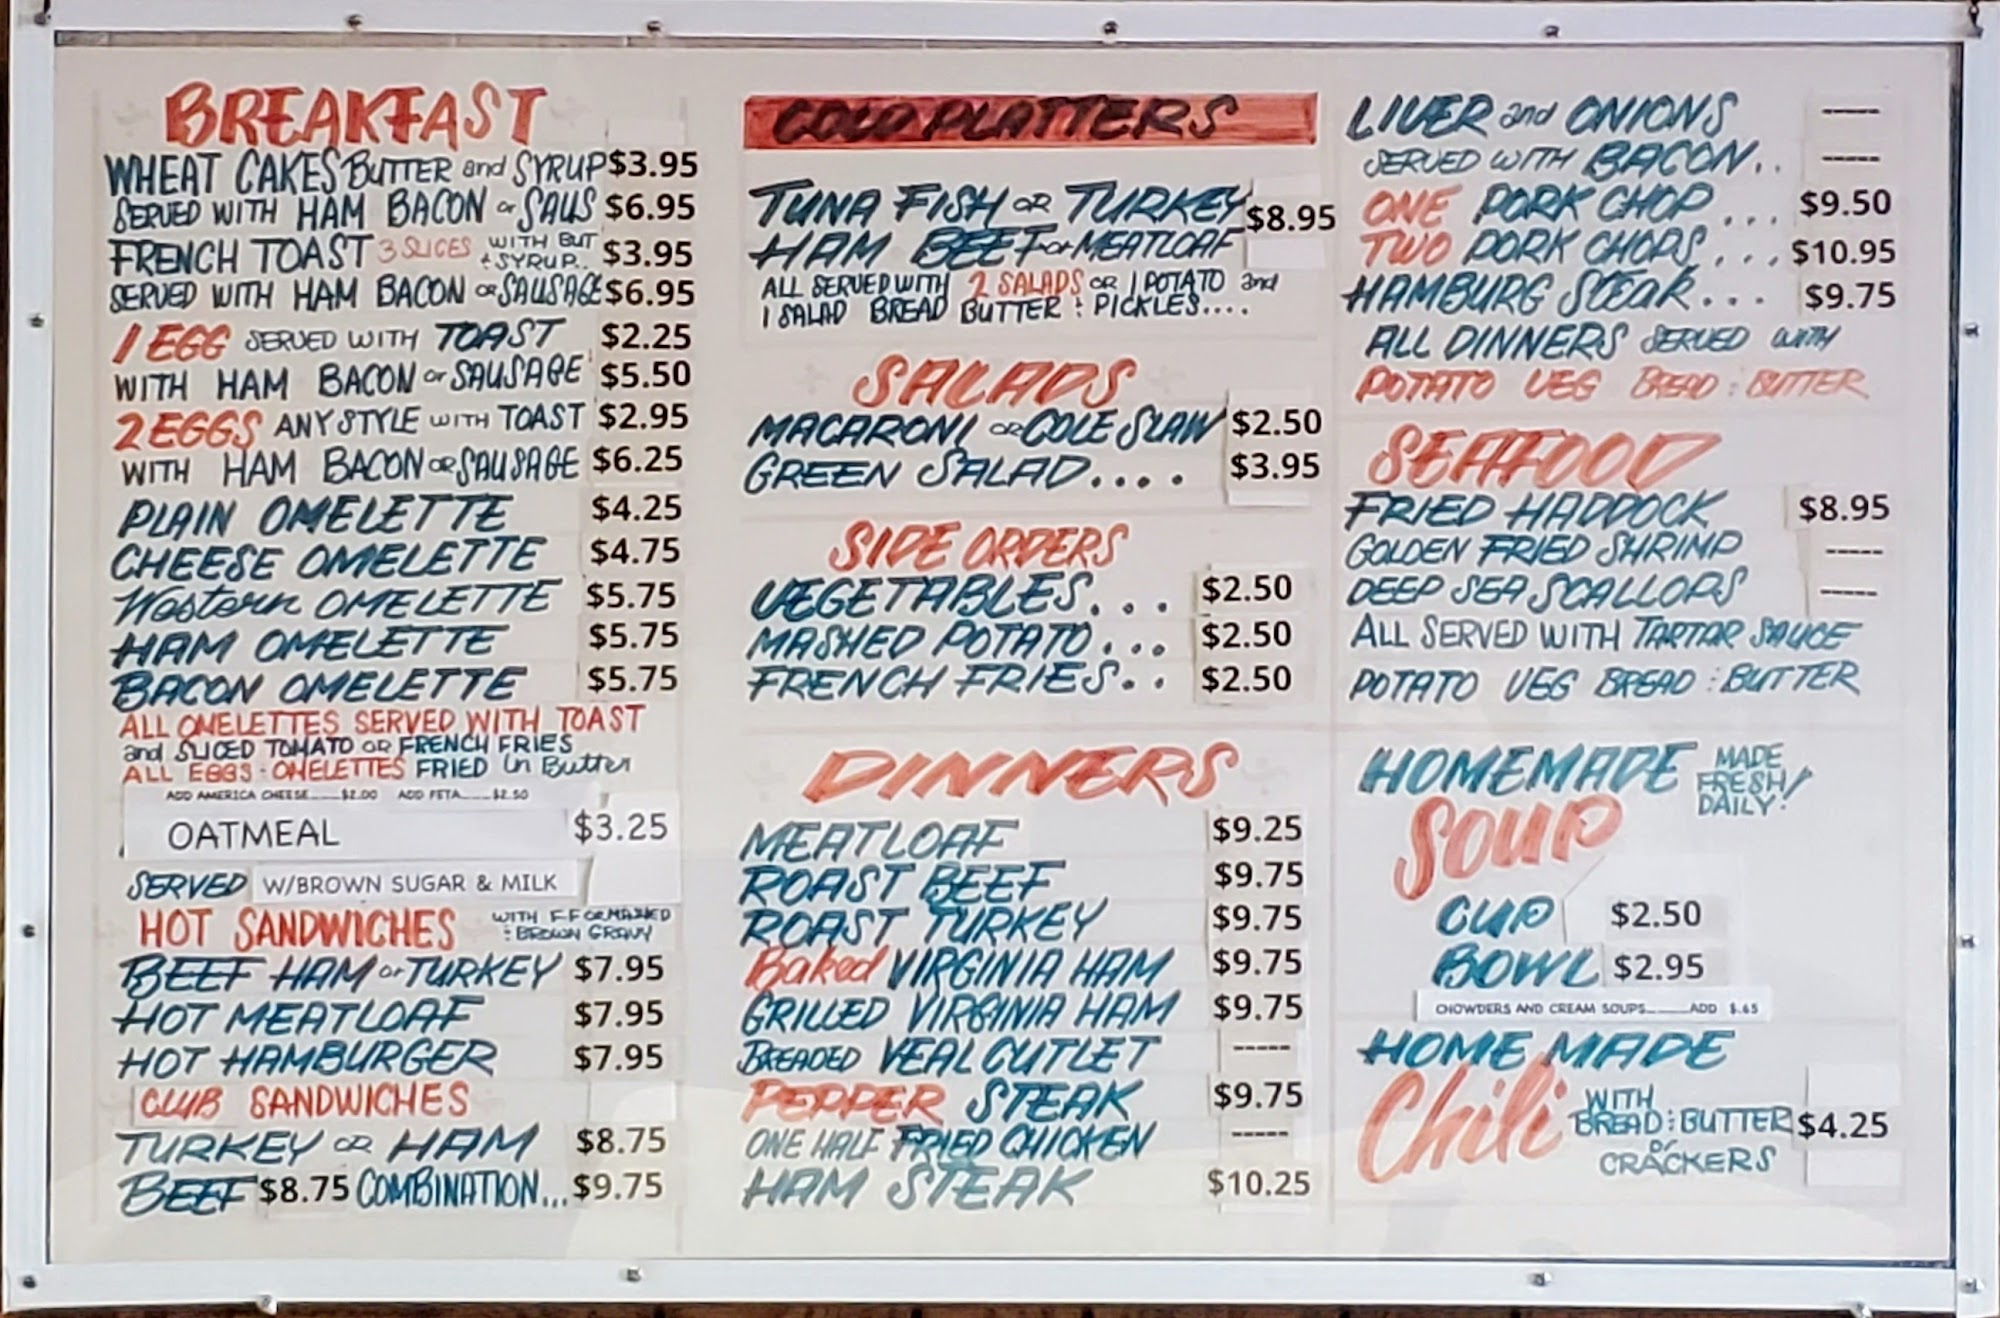 BREAKFAST
WHEAT CAKES BUTTER and SYRUP $3.95
SERVED WITH HAM BACON or SAUS $6.95
FRENCH TOAST 3 SLICES WITH BUT + SYRUP.. $3.95
SERVED WITH HAM BACON OR SAUSAGE $6.95
1 EGG SERVED WITH TOAST $2.25
WITH HAM BACON or SAUSAGE $5.50
2 EGGS ANY STYLE WITH TOAST $2.95
WITH HAM BACON OR SAUSAGE $6.25
PLAIN OMELETTE $4.25
CHEESE OMELETTE $4.75
Western OMELETTE $5.75
HAM OMELETTE $5.75
BACON OMELETTE $5.75
ALL OMELETTES SERVED WITH TOAST
and SLICED TOMATO OR FRENCH FRIES
ALL EGGS - OMELETTES FRIED in Butter
ADD AMERICA CHEESE......$2.00 ADD FETA......$2.50
OATMEAL $3.25
SERVED W/BROWN SUGAR & MILK
HOT SANDWICHES WITH F.F OR MASHED
: BROWN GRAVY
BEEF HAM or TURKEY $7.95
HOT MEATLOAF $7.95
HOT HAMBURGER $7.95
CLUB SANDWICHES
TURKEY OR HAM $8.75
BEEF $8.75 COMBINATION... $9.75
COLD PLATTERS
TUNA FISH OR TURKEY $8.95
HAM BEEF or MEATLOAF
ALL SERVED WITH 2 SALADS OR 1 POTATO and
1 SALAD BREAD BUTTER : PICKLES....
SALADS
MACARONI OR COLE SLAW $2.50
GREEN SALAD.... $3.95
SIDE ORDERS
VEGETABLES... $2.50
MASHED POTATO... $2.50
FRENCH FRIES.. $2.50
DINNERS
MEATLOAF $9.25
ROAST BEEF $9.75
ROAST TURKEY $9.75
Baked VIRGINIA HAM $9.75
GRILLED VIRGINIA HAM $9.75
BREADED VEAL CUTLET -----
PEPPER STEAK $9.75
ONE HALF FRIED CHICKEN -----
HAM STEAK $10.25
LIVER and ONIONS -----
SERVED WITH BACON.. -----
ONE PORK CHOP ... $9.50
TWO PORK CHOPS ... $10.95
HAMBURG Steak... $9.75
ALL DINNERS SERVED WITH
POTATO VEG BREAD : BUTTER
SEAFOOD
FRIED HADDOCK $8.95
GOLDEN FRIED SHRIMP -----
DEEP SEA SCALLOPS -----
ALL SERVED WITH TARTAR SAUCE
POTATO VEG BREAD : BUTTER
HOMEMADE MADE FRESH DAILY!
SOUP
CUP $2.50
BOWL $2.95
CHOWDERS AND CREAM SOUPS......ADD $.65
HOME MADE
Chili WITH
BREAD : BUTTER $4.25
or
CRACKERS